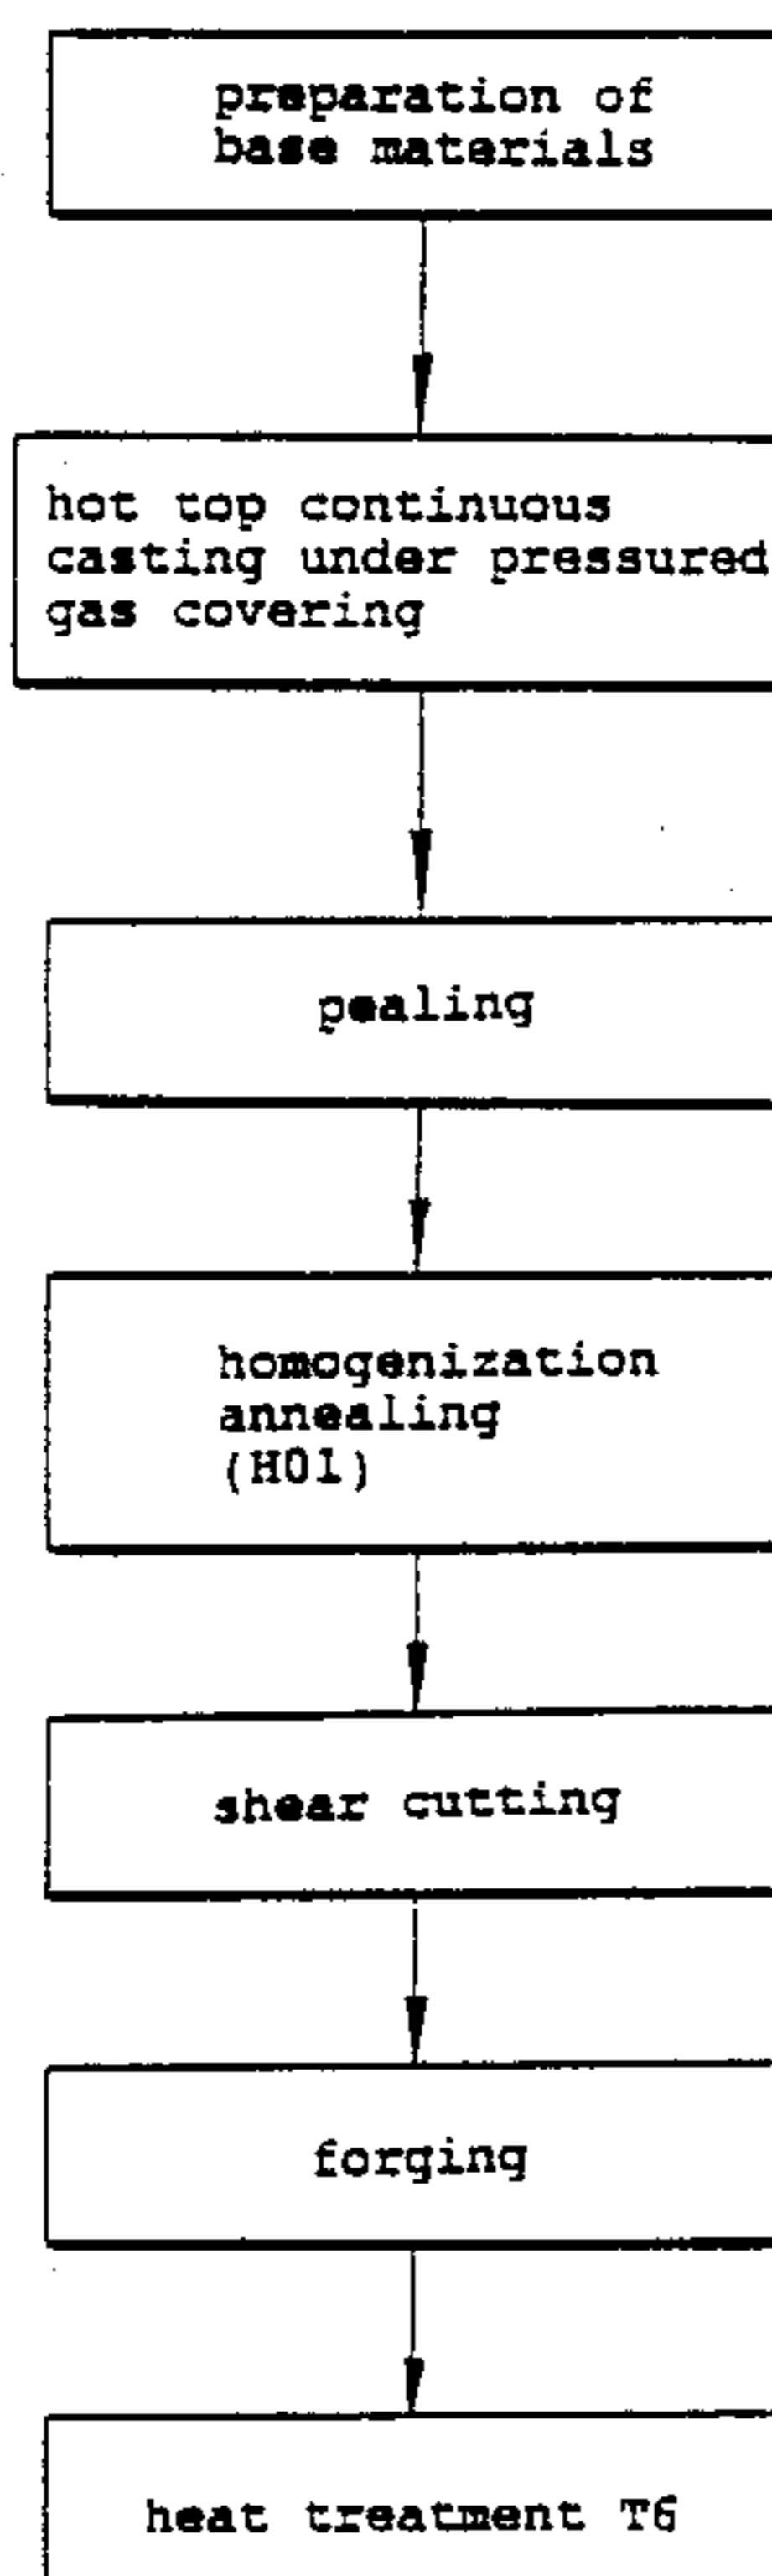 preparation of
base materials
hot top continuous
casting under pressured
gas covering
pealing
homogenization
annealing
(H01)
shear cutting
forging
heat treatment T6